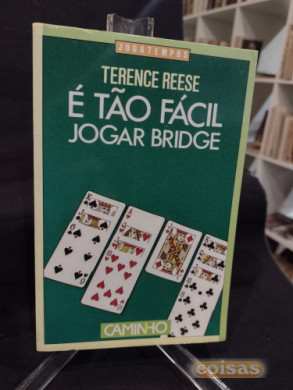 JOGATEMPOS
TERENCE REESE
É TÃO FÁCIL
JOGAR BRIDGE
CAMINHO
coisas